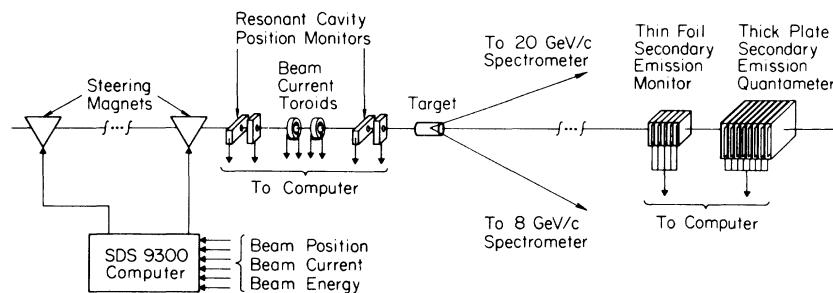 Resonant Cavity
Position Monitors
Steering
Magnets
Beam
Current
Toroids
Target
To 20 GeV/c
Spectrometer
Thin Foil
Secondary
Emission
Monitor
Thick Plate
Secondary
Emission
Quantameter
To Computer
To 8 GeV/c
Spectrometer
To Computer
SDS 9300
Computer
Beam Position
Beam Current
Beam Energy